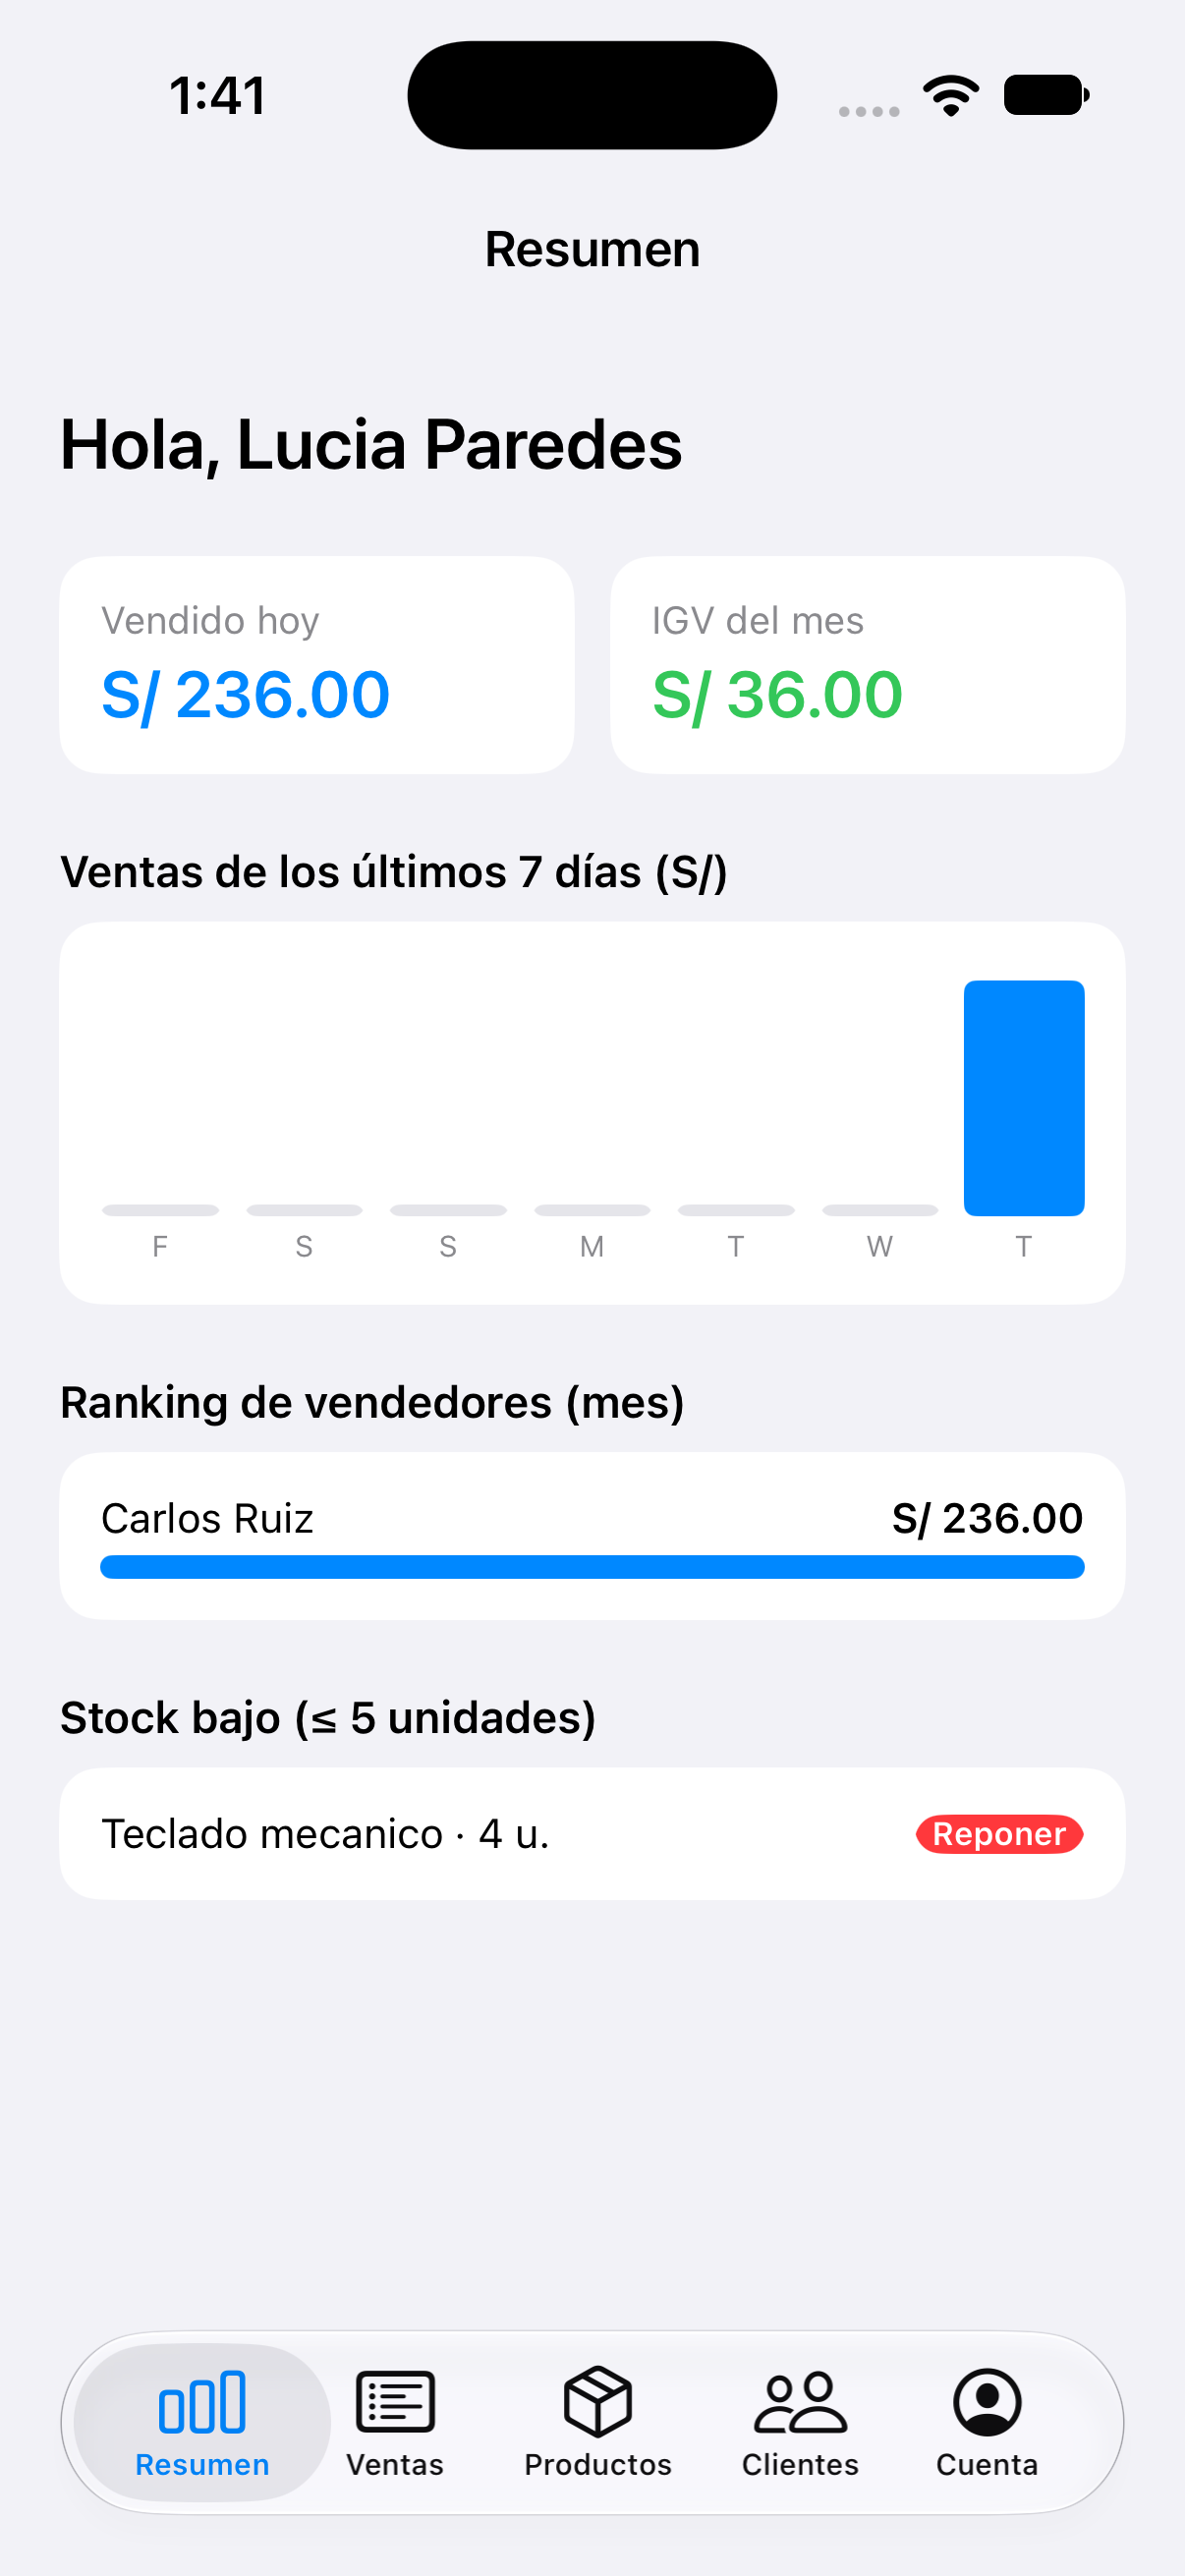 1:41
Resumen
Hola, Lucia Paredes
Vendido hoy
S/ 236.00
IGV del mes
S/ 36.00
Ventas de los últimos 7 días (S/)
F S S M T W T
Ranking de vendedores (mes)
Carlos Ruiz S/ 236.00
Stock bajo (≤ 5 unidades)
Teclado mecanico · 4 u. Reponer
Resumen Ventas Productos Clientes Cuenta